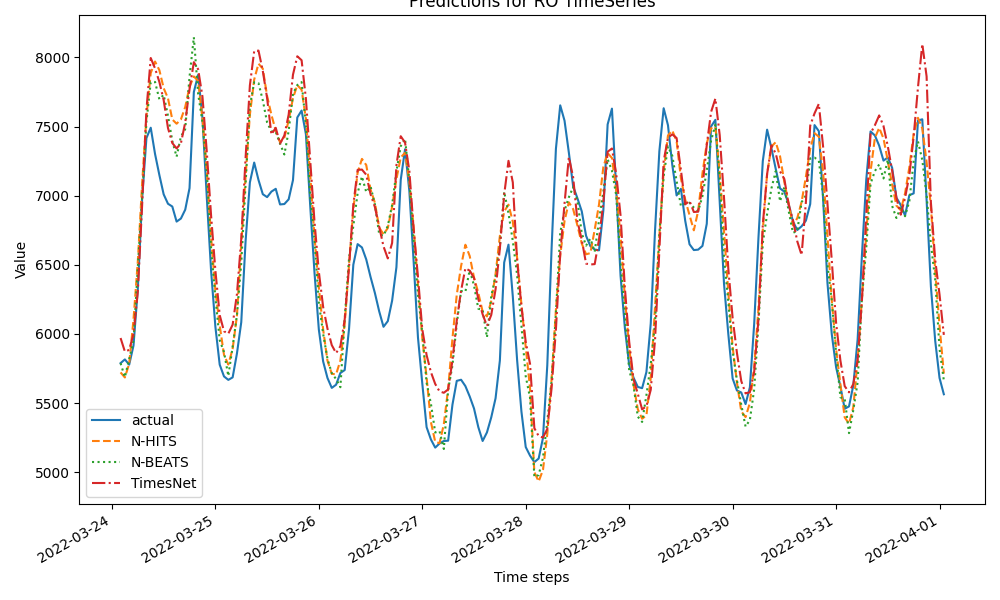 Predictions for RO TimeSeries
8000
7500
7000
6500
6000
5500
5000
Value
actual
N-HITS
N-BEATS
TimesNet
2022-03-24
2022-03-25
2022-03-26
2022-03-27
2022-03-28
2022-03-29
2022-03-30
2022-03-31
2022-04-01
Time steps